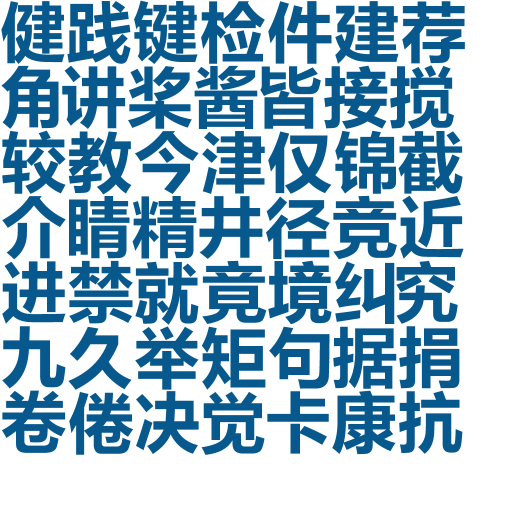 健践键检件建荐
角讲桨酱皆接搅
较教今津仅锦截
介睛精井径竞近
进禁就竟境纠究
九久举矩句据捐
卷倦决觉卡康抗